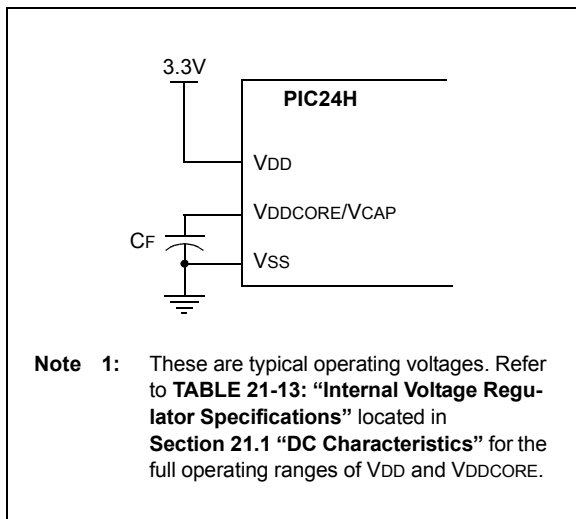 3.3V
PIC24H
VDD
VDDCORE/VCAP
CF
VSS
Note 1: These are typical operating voltages. Refer
to TABLE 21-13: “Internal Voltage Regu-
lator Specifications” located in
Section 21.1 “DC Characteristics” for the
full operating ranges of VDD and VDDCORE.